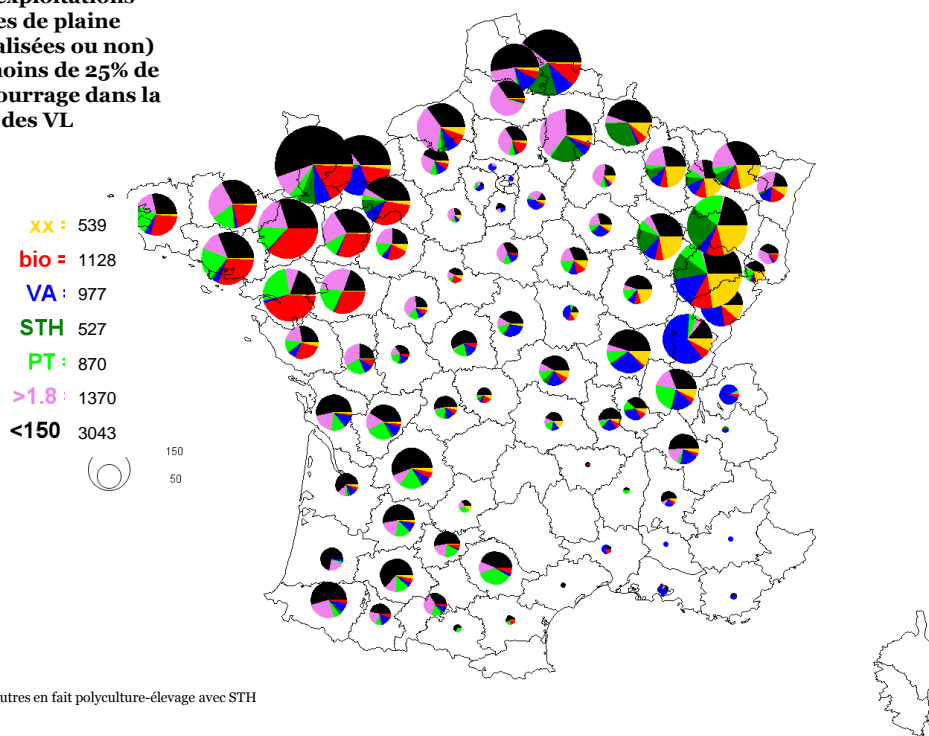 exploitations
es de plaine
alisées ou non)
moins de 25% de
ourrage dans la
des VL
xx : 539
bio = 1128
VA : 977
STH 527
PT : 870
>1.8 : 1370
<150 3043
150
50
utres en fait polyculture-élevage avec STH